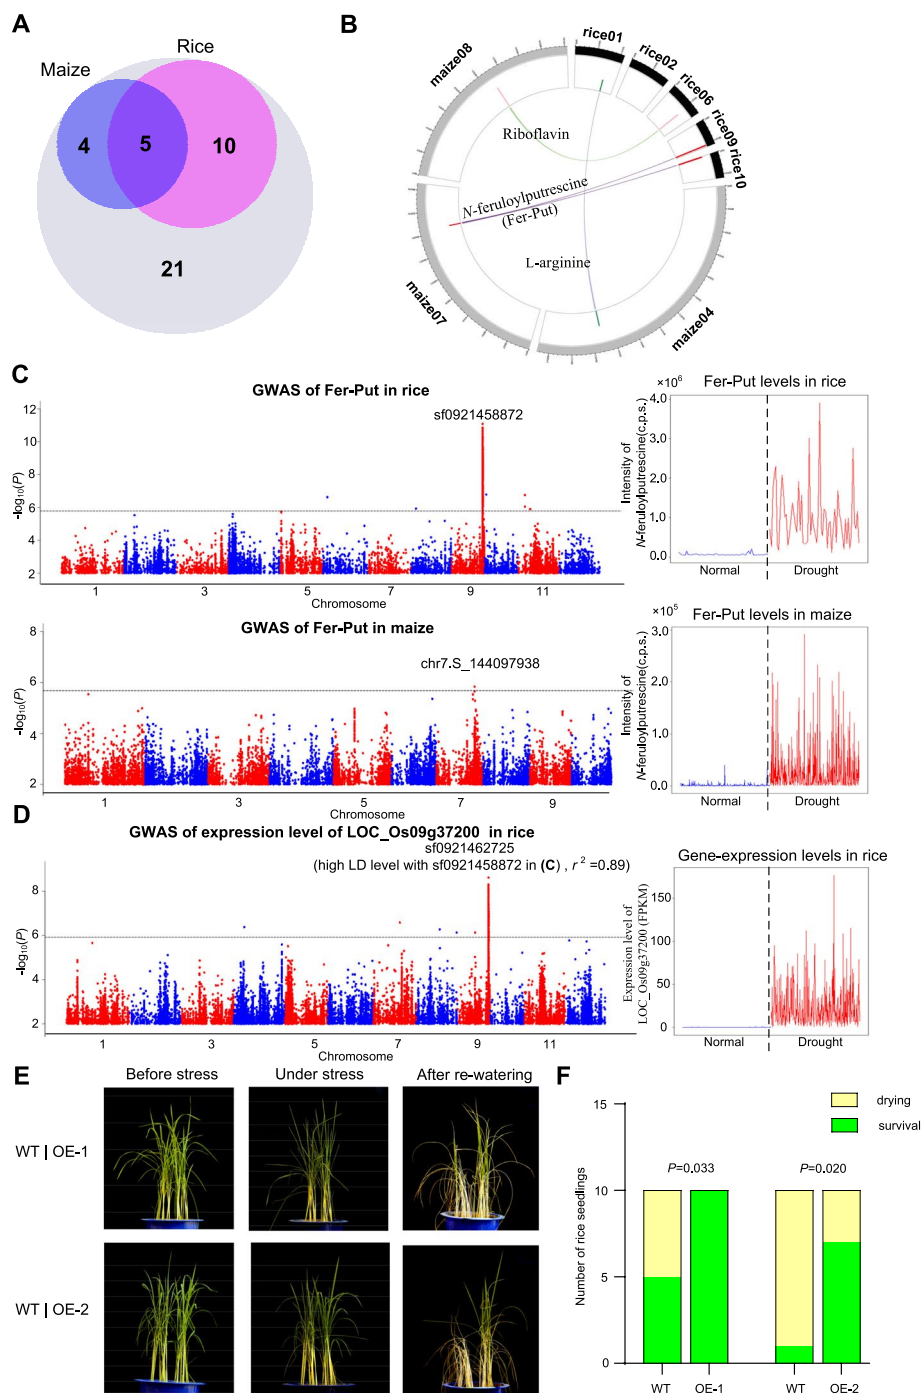 A
Maize
Rice
4
5
10
21
B
maize08
rice01
rice02
rice06
rice09
rice10
Riboflavin
N-feruloylputrescine
(Fer-Put)
L-arginine
maize07
maize04
C
GWAS of Fer-Put in rice
sf0921458872
-log10(P)
12
10
8
6
4
2
1
3
5
7
9
11
Chromosome
Fer-Put levels in rice
×10⁶
Intensity of
N-feruloylputrescine(c.p.s.)
4.0
3.0
2.0
1.0
0.0
Normal
Drought
GWAS of Fer-Put in maize
chr7.S_144097938
-log10(P)
8
6
4
2
1
3
5
7
9
Chromosome
Fer-Put levels in maize
×10⁵
Intensity of
N-feruloylputrescine(c.p.s.)
3.0
2.0
1.0
0.0
Normal
Drought
D
GWAS of expression level of LOC_Os09g37200 in rice
sf0921462725
(high LD level with sf0921458872 in (C) , r² =0.89)
-log10(P)
8
6
4
2
1
3
5
7
9
11
Chromosome
Gene-expression levels in rice
Expression level of
LOC_Os09g37200 (FPKM)
150
100
50
0
Normal
Drought
E
Before stress
Under stress
After re-watering
WT | OE-1
WT | OE-2
F
drying
survival
Number of rice seedlings
15
10
5
0
P=0.033
P=0.020
WT
OE-1
WT
OE-2